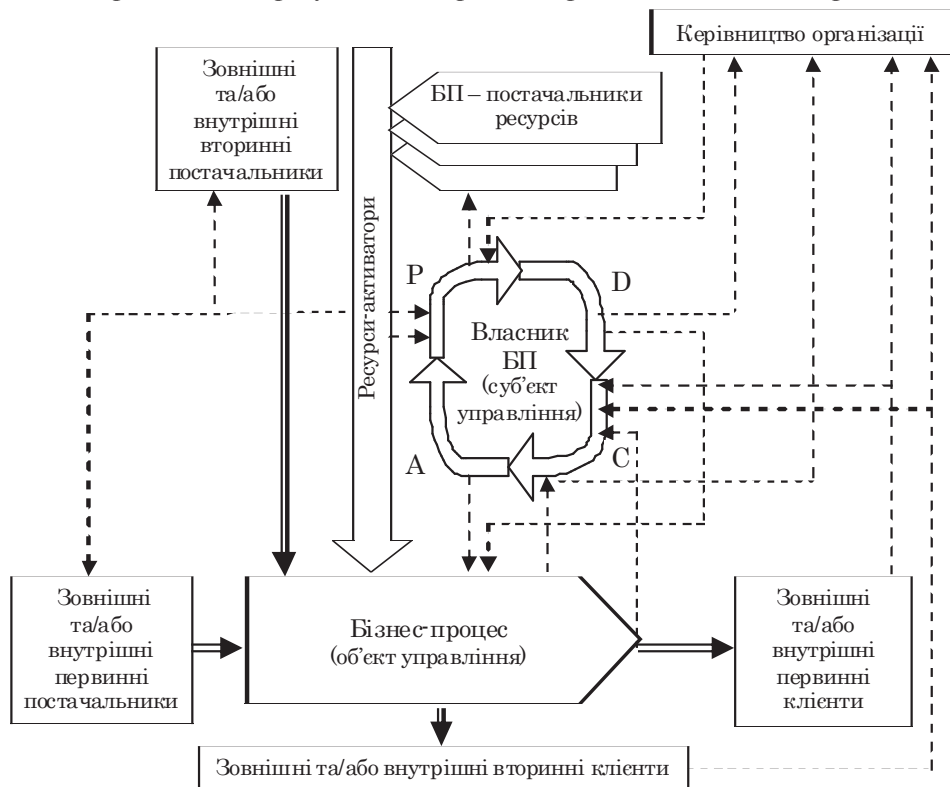 Керівництво організації
Зовнішні
та/або
внутрішні
вторинні
постачальники
БП – постачальники
ресурсів
Ресурси-активатори
P
D
Власник
БП
(суб’єкт
управління)
A
C
Зовнішні
та/або
внутрішні
первинні
постачальники
Бізнес-процес
(об’єкт управління)
Зовнішні
та/або
внутрішні
первинні
клієнти
Зовнішні та/або внутрішні вторинні клієнти